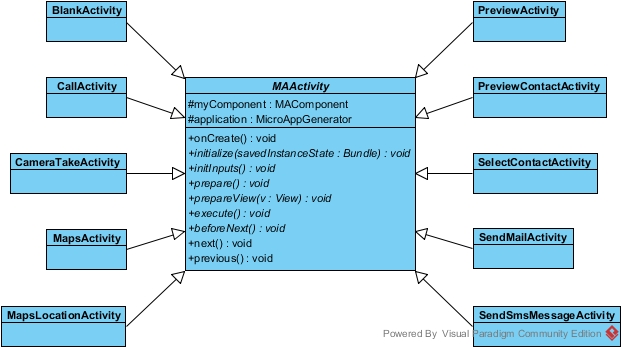 BlankActivity
PreviewActivity
CallActivity
MAActivity
PreviewContactActivity
#myComponent : MAComponent
#application : MicroAppGenerator
+onCreate() : void
+initialize(savedInstanceState : Bundle) : void
CameraTakeActivity
SelectContactActivity
+initInputs() : void
+prepare() : void
+prepareView(v : View) : void
+execute() : void
+beforeNext() : void
MapsActivity
SendMailActivity
+next() : void
+previous() : void
MapsLocationActivity
SendSmsMessageActivity
Powered By Visual Paradigm Community Edition